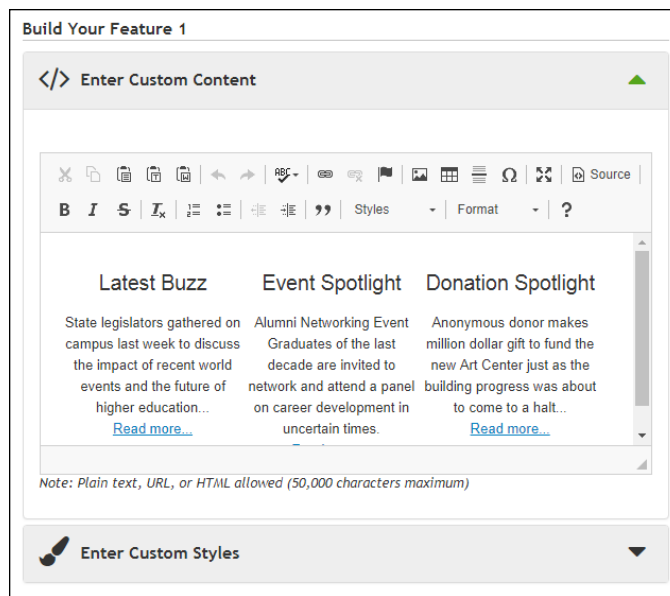 Build Your Feature 1
</> Enter Custom Content
ABC
Ω
Source
B I S Ix
Styles
Format
?
Latest Buzz
State legislators gathered on
campus last week to discuss
the impact of recent world
events and the future of
higher education...
Read more...
Event Spotlight
Alumni Networking Event
Graduates of the last
decade are invited to
network and attend a panel
on career development in
uncertain times.
Donation Spotlight
Anonymous donor makes
million dollar gift to fund the
new Art Center just as the
building progress was about
to come to a halt...
Read more...
Note: Plain text, URL, or HTML allowed (50,000 characters maximum)
Enter Custom Styles